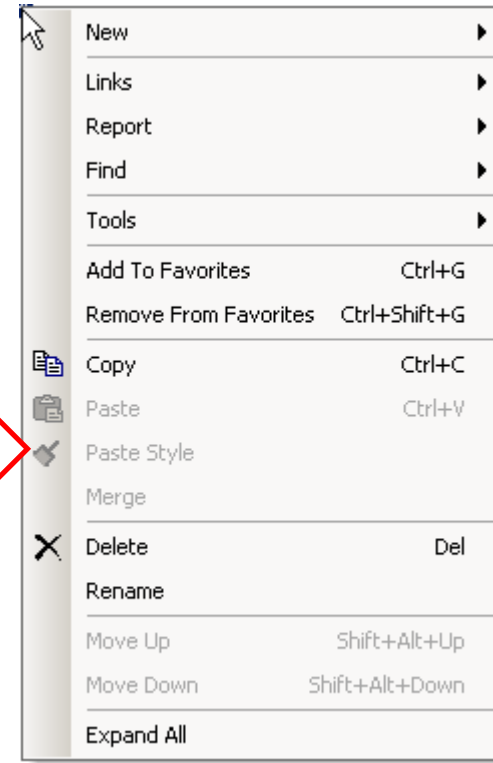 New
Links
Report
Find
Tools
Add To Favorites Ctrl+G
Remove From Favorites Ctrl+Shift+G
Copy Ctrl+C
Paste Ctrl+V
Paste Style
Merge
Delete Del
Rename
Move Up Shift+Alt+Up
Move Down Shift+Alt+Down
Expand All